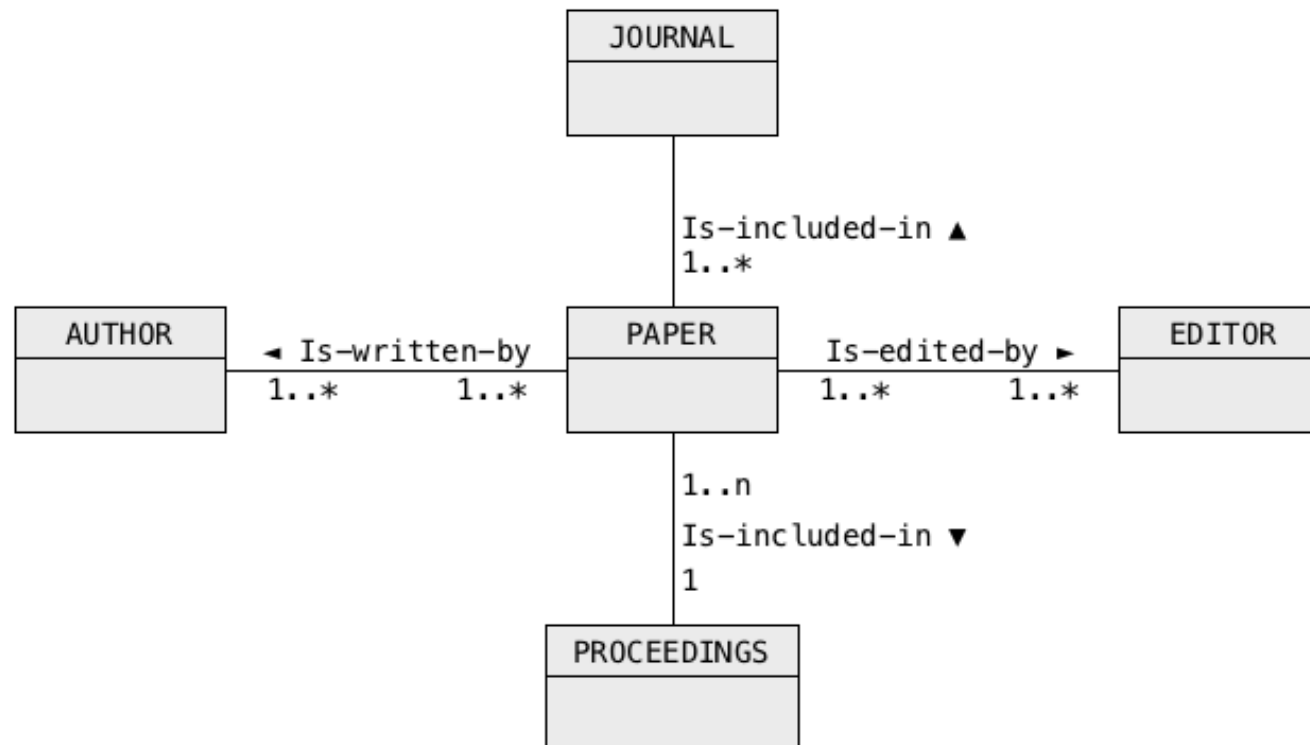 JOURNAL
Is-included-in ▲
1..*
AUTHOR
◄ Is-written-by
1..* 1..*
PAPER
Is-edited-by ►
1..* 1..*
EDITOR
1..n
Is-included-in ▼
1
PROCEEDINGS